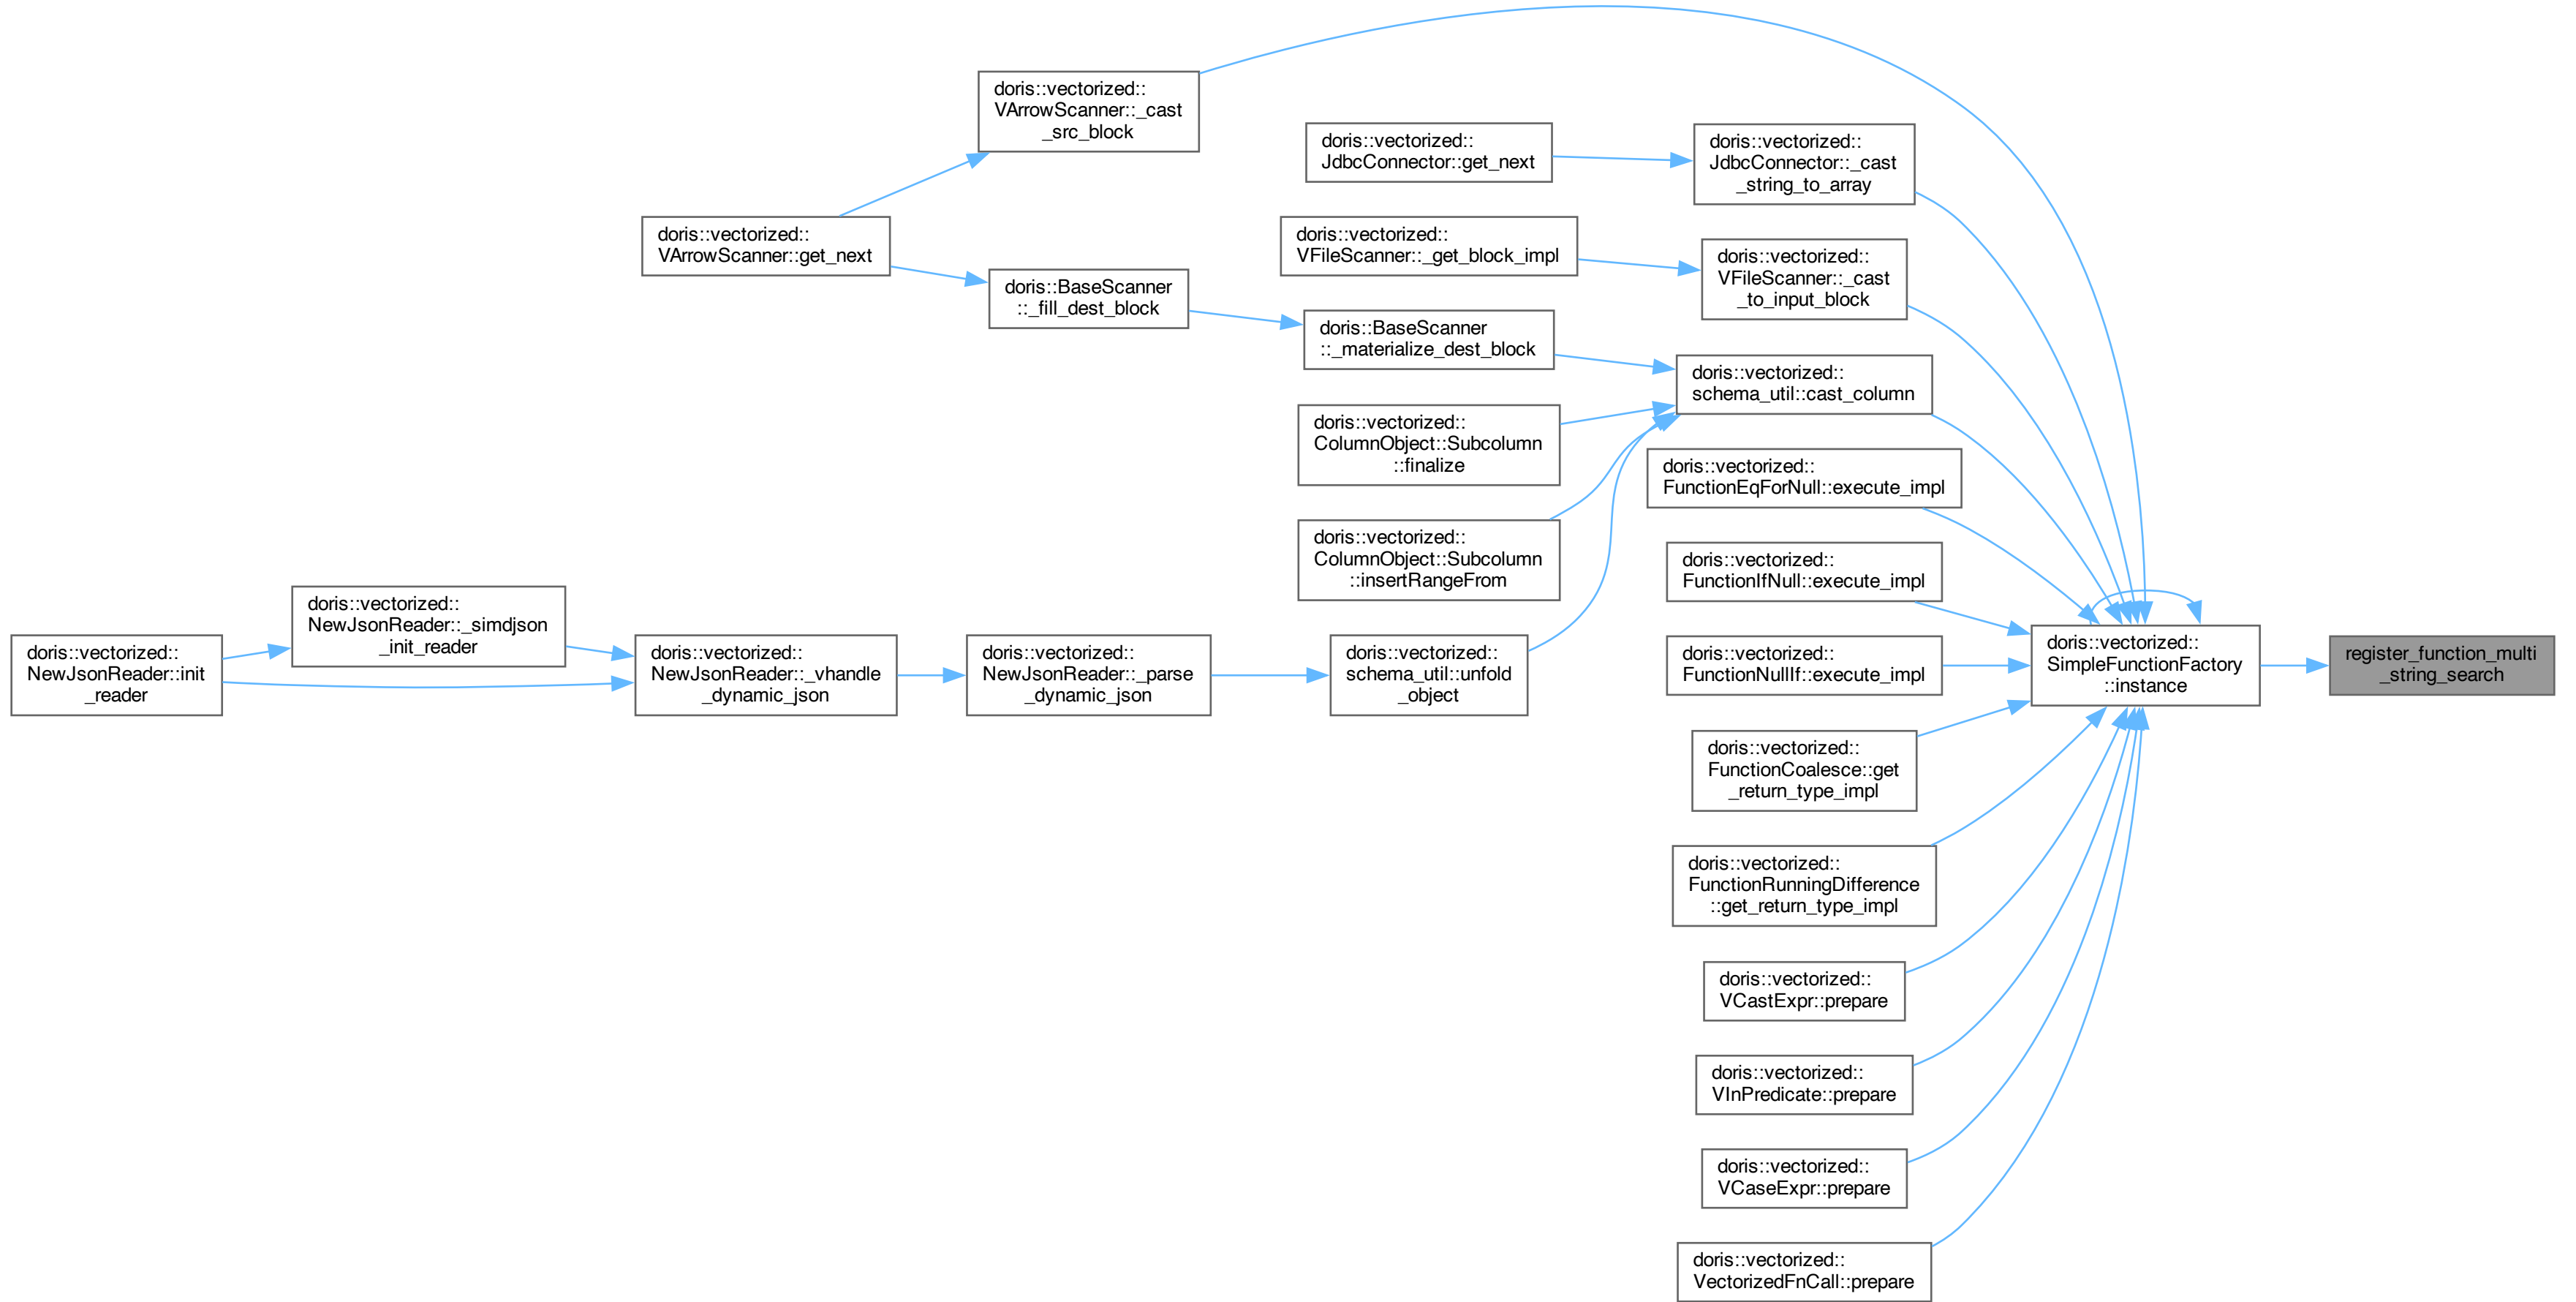 doris::vectorized::
VArrowScanner::_cast
_src_block
doris::vectorized::
JdbcConnector::get_next
doris::vectorized::
JdbcConnector::_cast
_string_to_array
doris::vectorized::
VArrowScanner::get_next
doris::vectorized::
VFileScanner::_get_block_impl
doris::vectorized::
VFileScanner::_cast
_to_input_block
doris::BaseScanner
::_fill_dest_block
doris::BaseScanner
::_materialize_dest_block
doris::vectorized::
schema_util::cast_column
doris::vectorized::
ColumnObject::Subcolumn
::finalize
doris::vectorized::
FunctionEqForNull::execute_impl
doris::vectorized::
ColumnObject::Subcolumn
::insertRangeFrom
doris::vectorized::
FunctionIfNull::execute_impl
doris::vectorized::
NewJsonReader::init
_reader
doris::vectorized::
NewJsonReader::_simdjson
_init_reader
doris::vectorized::
NewJsonReader::_vhandle
_dynamic_json
doris::vectorized::
NewJsonReader::_parse
_dynamic_json
doris::vectorized::
schema_util::unfold
_object
doris::vectorized::
FunctionNullIf::execute_impl
doris::vectorized::
SimpleFunctionFactory
::instance
register_function_multi
_string_search
doris::vectorized::
FunctionCoalesce::get
_return_type_impl
doris::vectorized::
FunctionRunningDifference
::get_return_type_impl
doris::vectorized::
VCastExpr::prepare
doris::vectorized::
VInPredicate::prepare
doris::vectorized::
VCaseExpr::prepare
doris::vectorized::
VectorizedFnCall::prepare